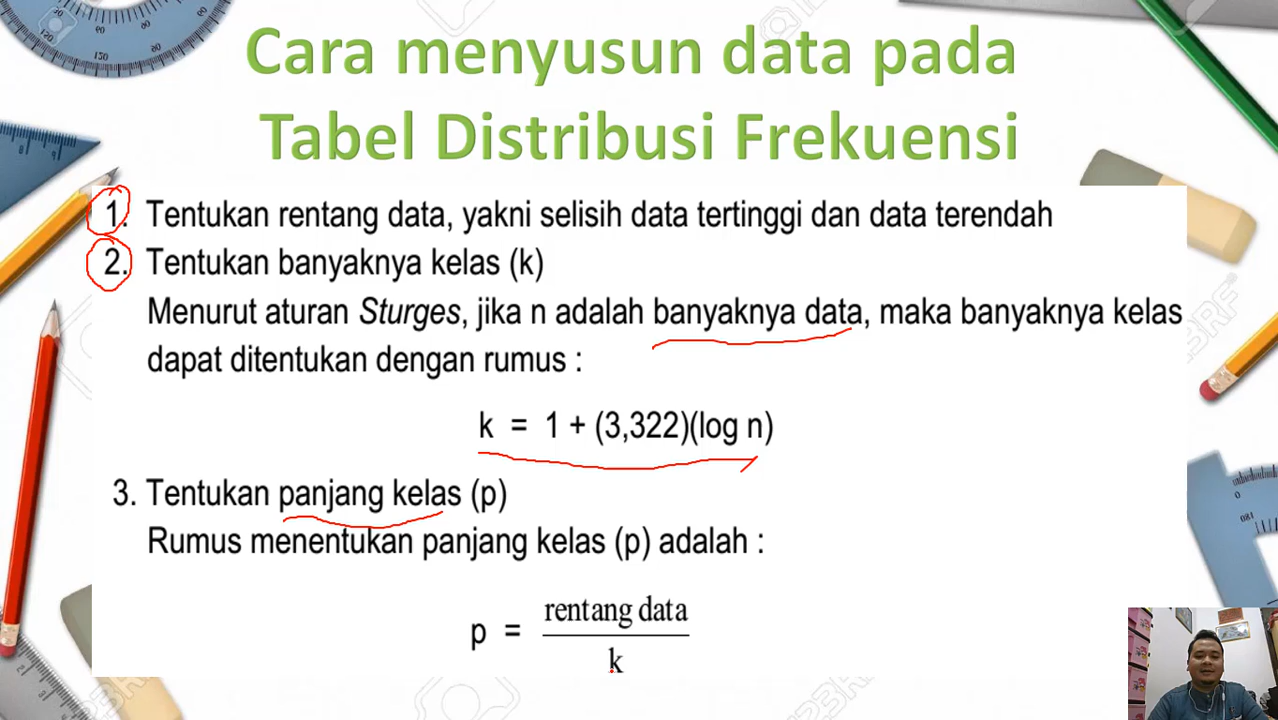 Cara menyusun data pada
Tabel Distribusi Frekuensi
1. Tentukan rentang data, yakni selisih data tertinggi dan data terendah
2. Tentukan banyaknya kelas (k)
Menurut aturan Sturges, jika n adalah banyaknya data, maka banyaknya kelas
dapat ditentukan dengan rumus :
k = 1 + (3,322)(log n)
3. Tentukan panjang kelas (p)
Rumus menentukan panjang kelas (p) adalah :
p = rentang data
k